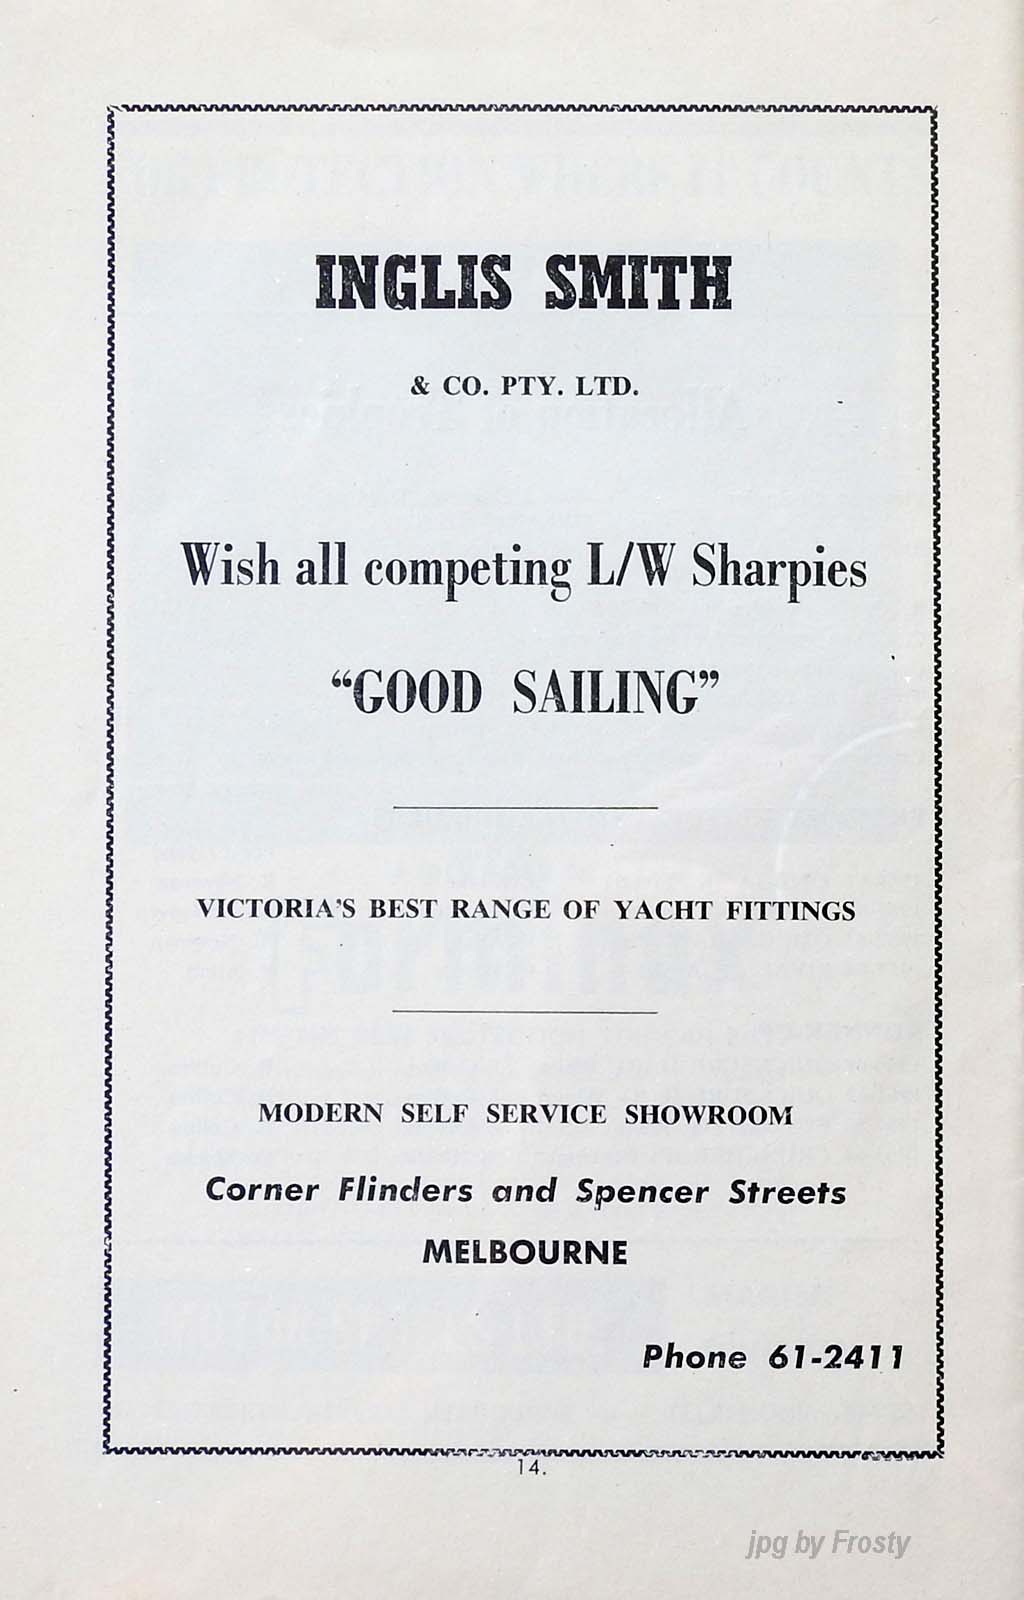 INGLIS SMITH
& CO. PTY. LTD.
Wish all competing L/W Sharpies
“GOOD SAILING”
VICTORIA'S BEST RANGE OF YACHT FITTINGS
MODERN SELF SERVICE SHOWROOM
Corner Flinders and Spencer Streets
MELBOURNE
Phone 61-2411
14.
jpg by Frosty